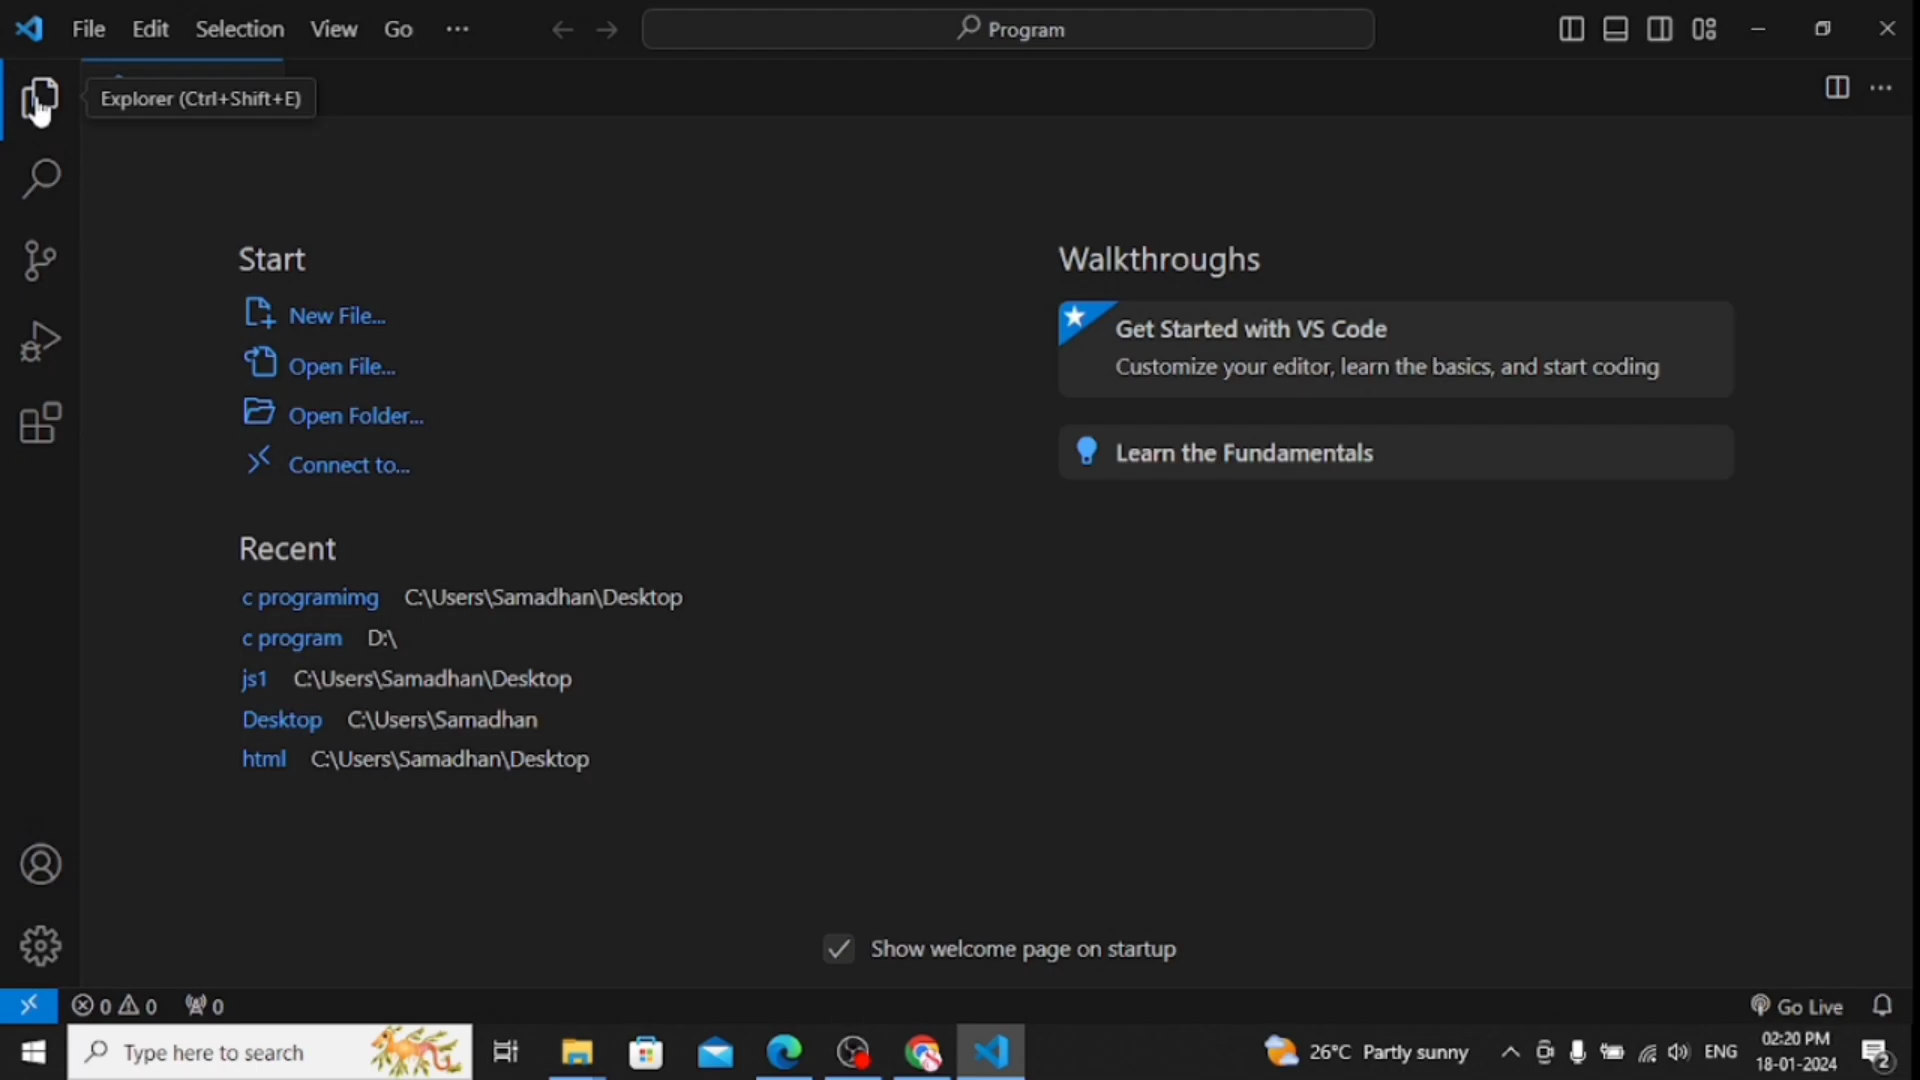 File Edit Selection View Go ···
Program
Explorer (Ctrl+Shift+E)
Start
New File...
Open File...
Open Folder...
Connect to...
Recent
c programimg C:\Users\Samadhan\Desktop
c program D:\
js1 C:\Users\Samadhan\Desktop
Desktop C:\Users\Samadhan
html C:\Users\Samadhan\Desktop
Walkthroughs
Get Started with VS Code
Customize your editor, learn the basics, and start coding
Learn the Fundamentals
Show welcome page on startup
0 0 0
Go Live
Type here to search
26°C Partly sunny
ENG
02:20 PM
18-01-2024
2